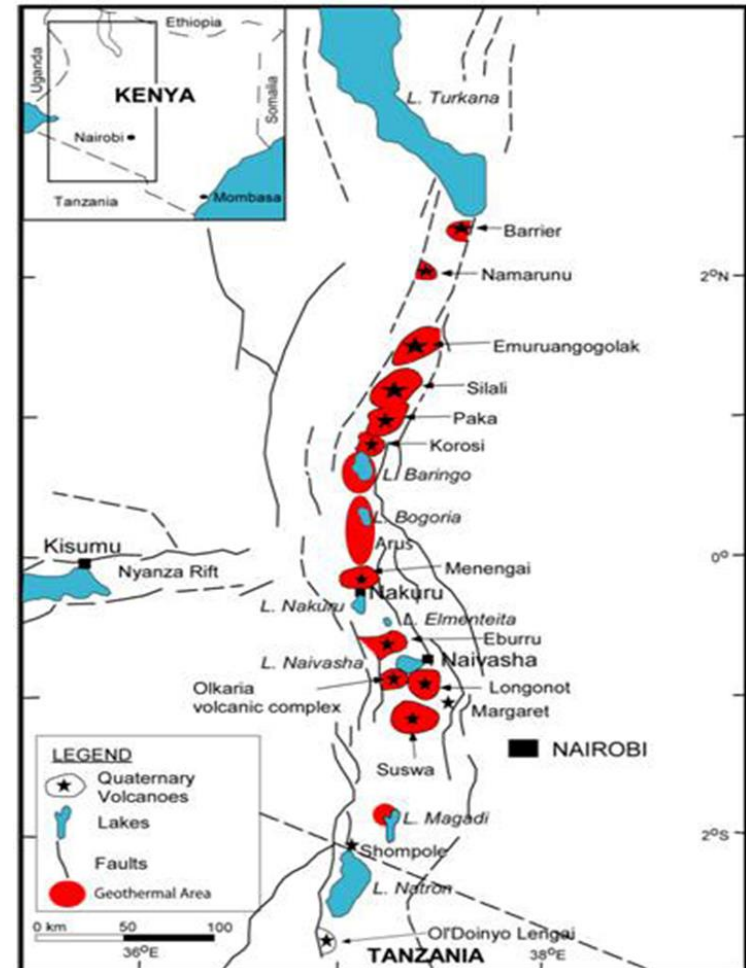 Ethiopia
Uganda
KENYA
Somalia
Nairobi
Tanzania
Mombasa
L. Turkana
Barrier
Namarunu
2°N
Emuruangogolak
Silali
Paka
Korosi
L. Baringo
L. Bogoria
Arus
Kisumu
0°
Nyanza Rift
Menengai
Nakuru
L. Nakuru
L. Elmenteita
Eburru
L. Naivasha
Naivasha
Olkaria
volcanic complex
Longonot
Margaret
NAIROBI
Suswa
LEGEND
Quaternary
Volcanoes
Lakes
Faults
Geothermal Area
0 km 50 100
L. Magadi
2°S
Shompole
L. Natron
Ol'Doinyo Lengai
36°E
TANZANIA
38°E